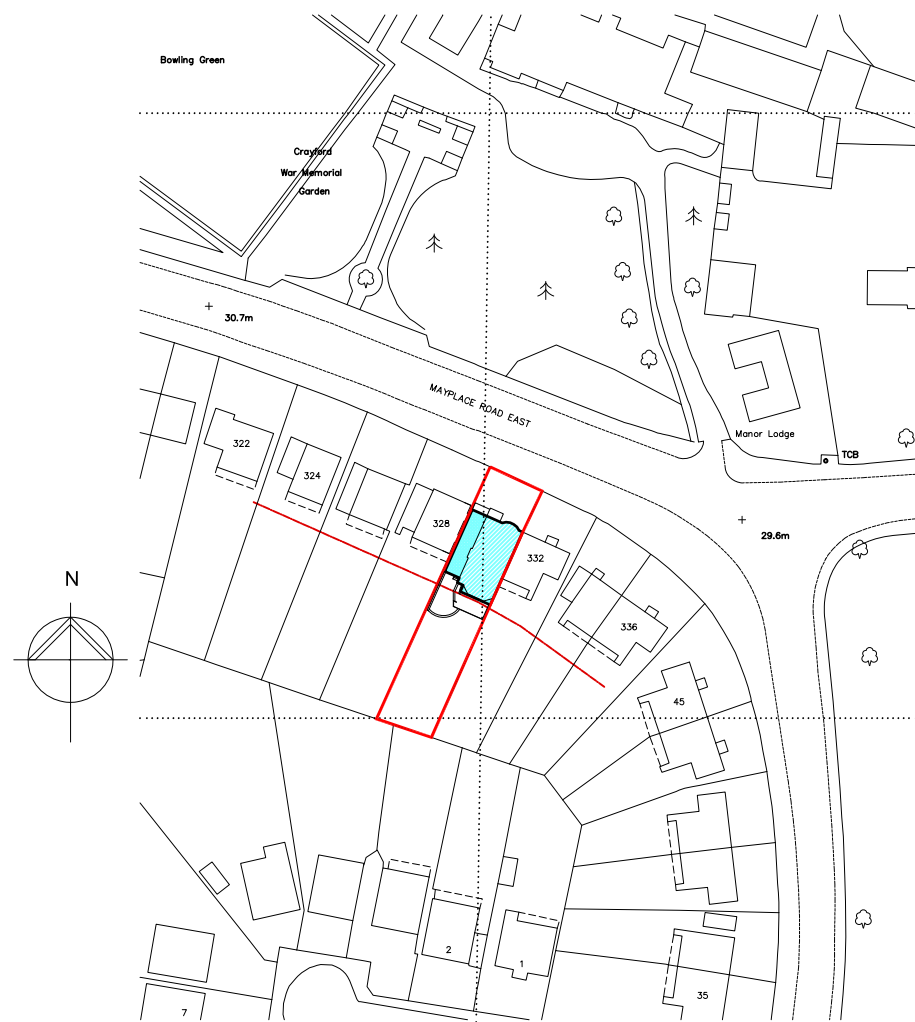 Bowling Green
Crayford
War Memorial
Garden
30.7m
MAYPLACE ROAD EAST
Manor Lodge
TCB
322
324
328
332
29.6m
336
N
45
2
1
35
7